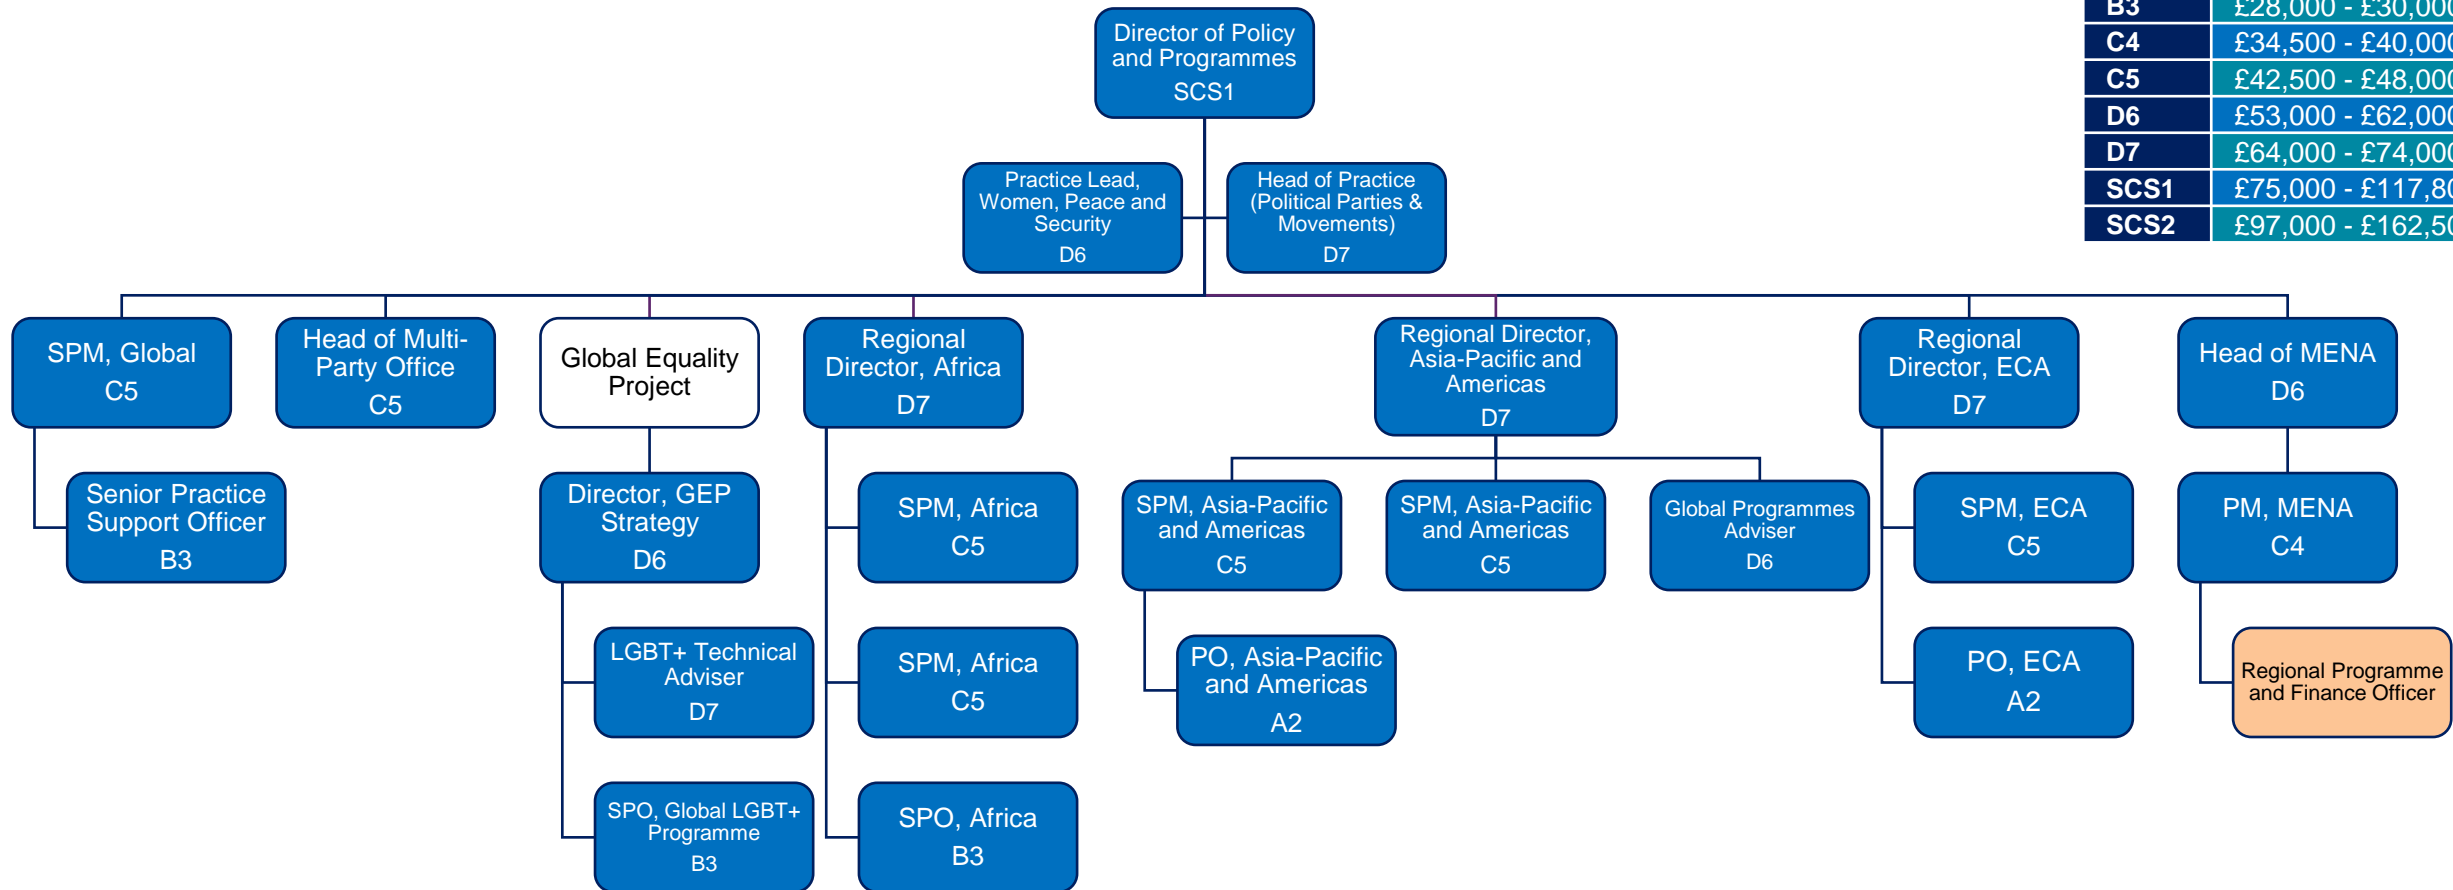 Director of Policy
and Programmes
SCS1
B3 £28,000 - £30,000
C4 £34,500 - £40,000
C5 £42,500 - £48,000
D6 £53,000 - £62,000
D7 £64,000 - £74,000
SCS1 £75,000 - £117,80
SCS2 £97,000 - £162,50
Practice Lead,
Women, Peace and
Security
D6
Head of Practice
(Political Parties &
Movements)
D7
SPM, Global
C5
Head of Multi-
Party Office
C5
Global Equality
Project
Regional
Director, Africa
D7
Regional Director,
Asia-Pacific and
Americas
D7
Regional
Director, ECA
D7
Head of MENA
D6
Senior Practice
Support Officer
B3
Director, GEP
Strategy
D6
SPM, Africa
C5
SPM, Asia-Pacific
and Americas
C5
SPM, Asia-Pacific
and Americas
C5
Global Programmes
Adviser
D6
SPM, ECA
C5
PM, MENA
C4
LGBT+ Technical
Adviser
D7
SPM, Africa
C5
PO, Asia-Pacific
and Americas
A2
PO, ECA
A2
Regional Programme
and Finance Officer
SPO, Global LGBT+
Programme
B3
SPO, Africa
B3